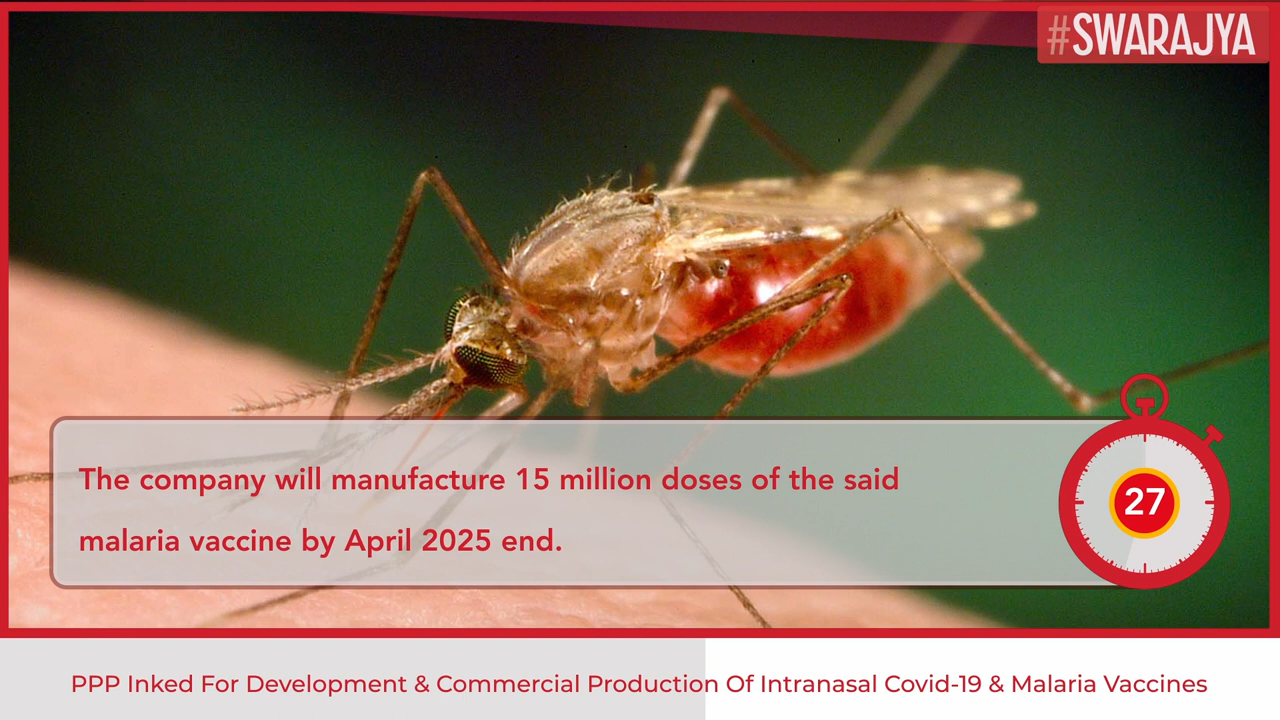 #SWARAJYA
The company will manufacture 15 million doses of the said
malaria vaccine by April 2025 end.
27
PPP Inked For Development & Commercial Production Of Intranasal Covid-19 & Malaria Vaccines